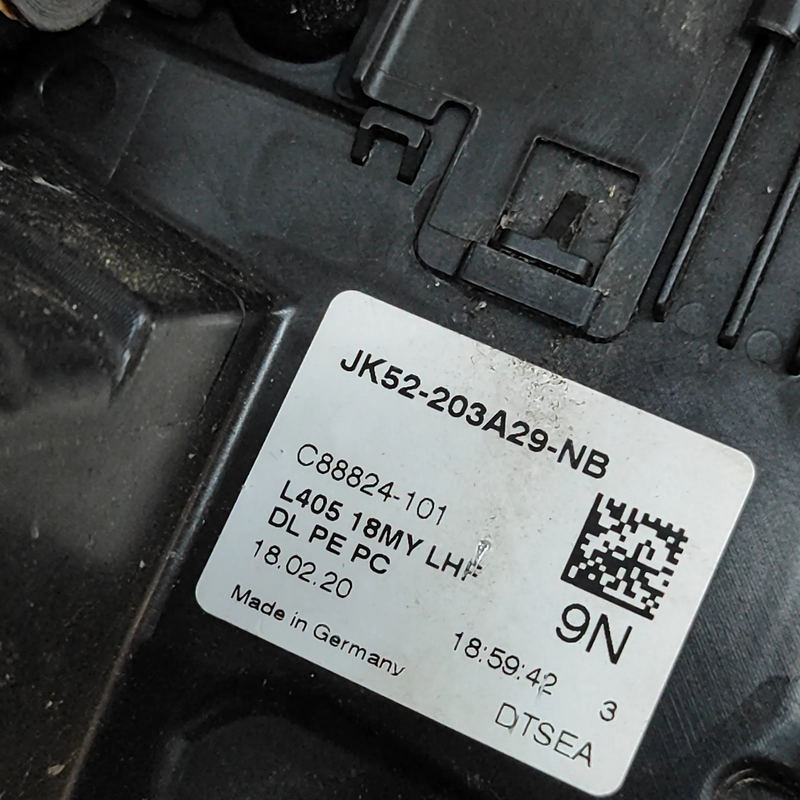 JK52-203A29-NB
C88824-101
L405 18MY LHF
DL PE PC
18.02.20
18:59:42 3
Made in Germany
DTSEA
9N